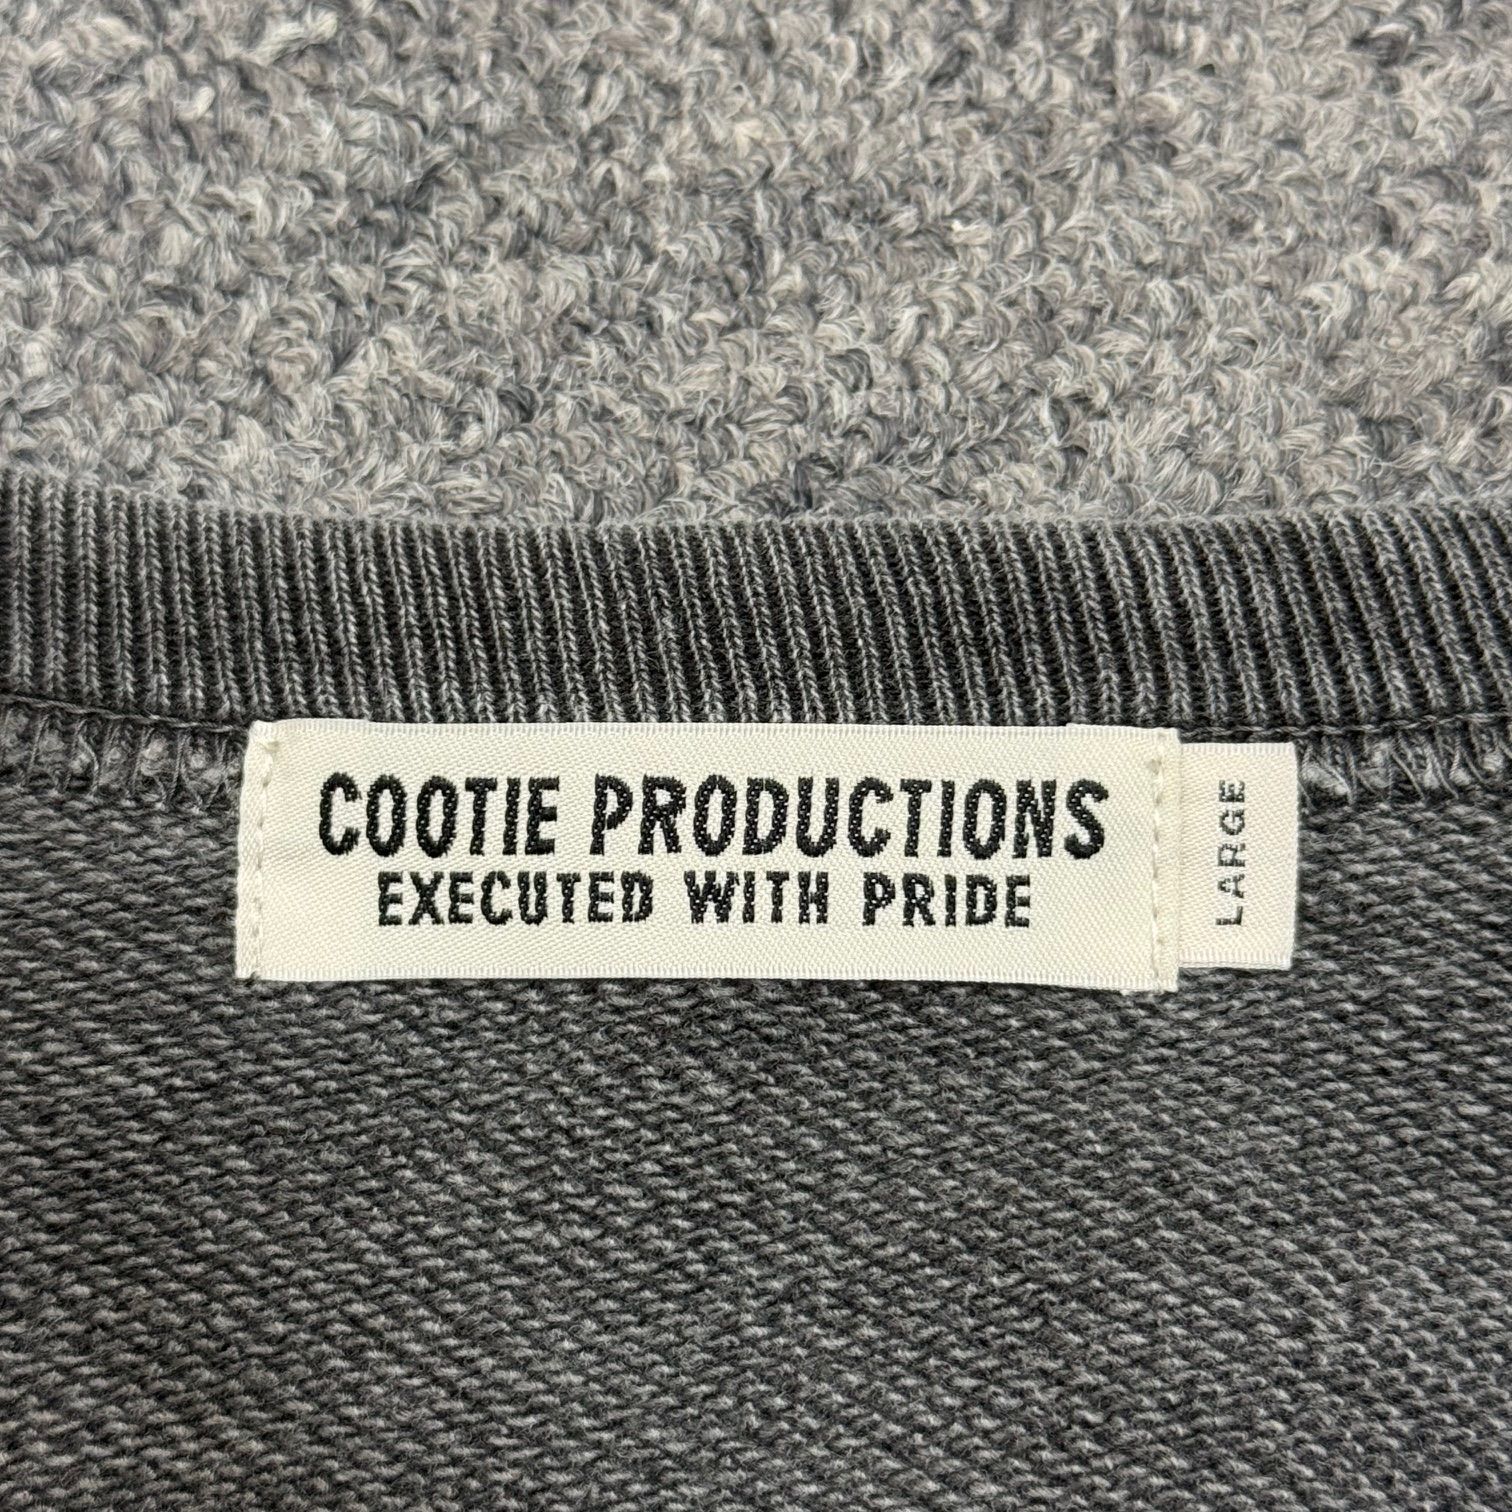 COOTIE PRODUCTIONS
EXECUTED WITH PRIDE
LARGE